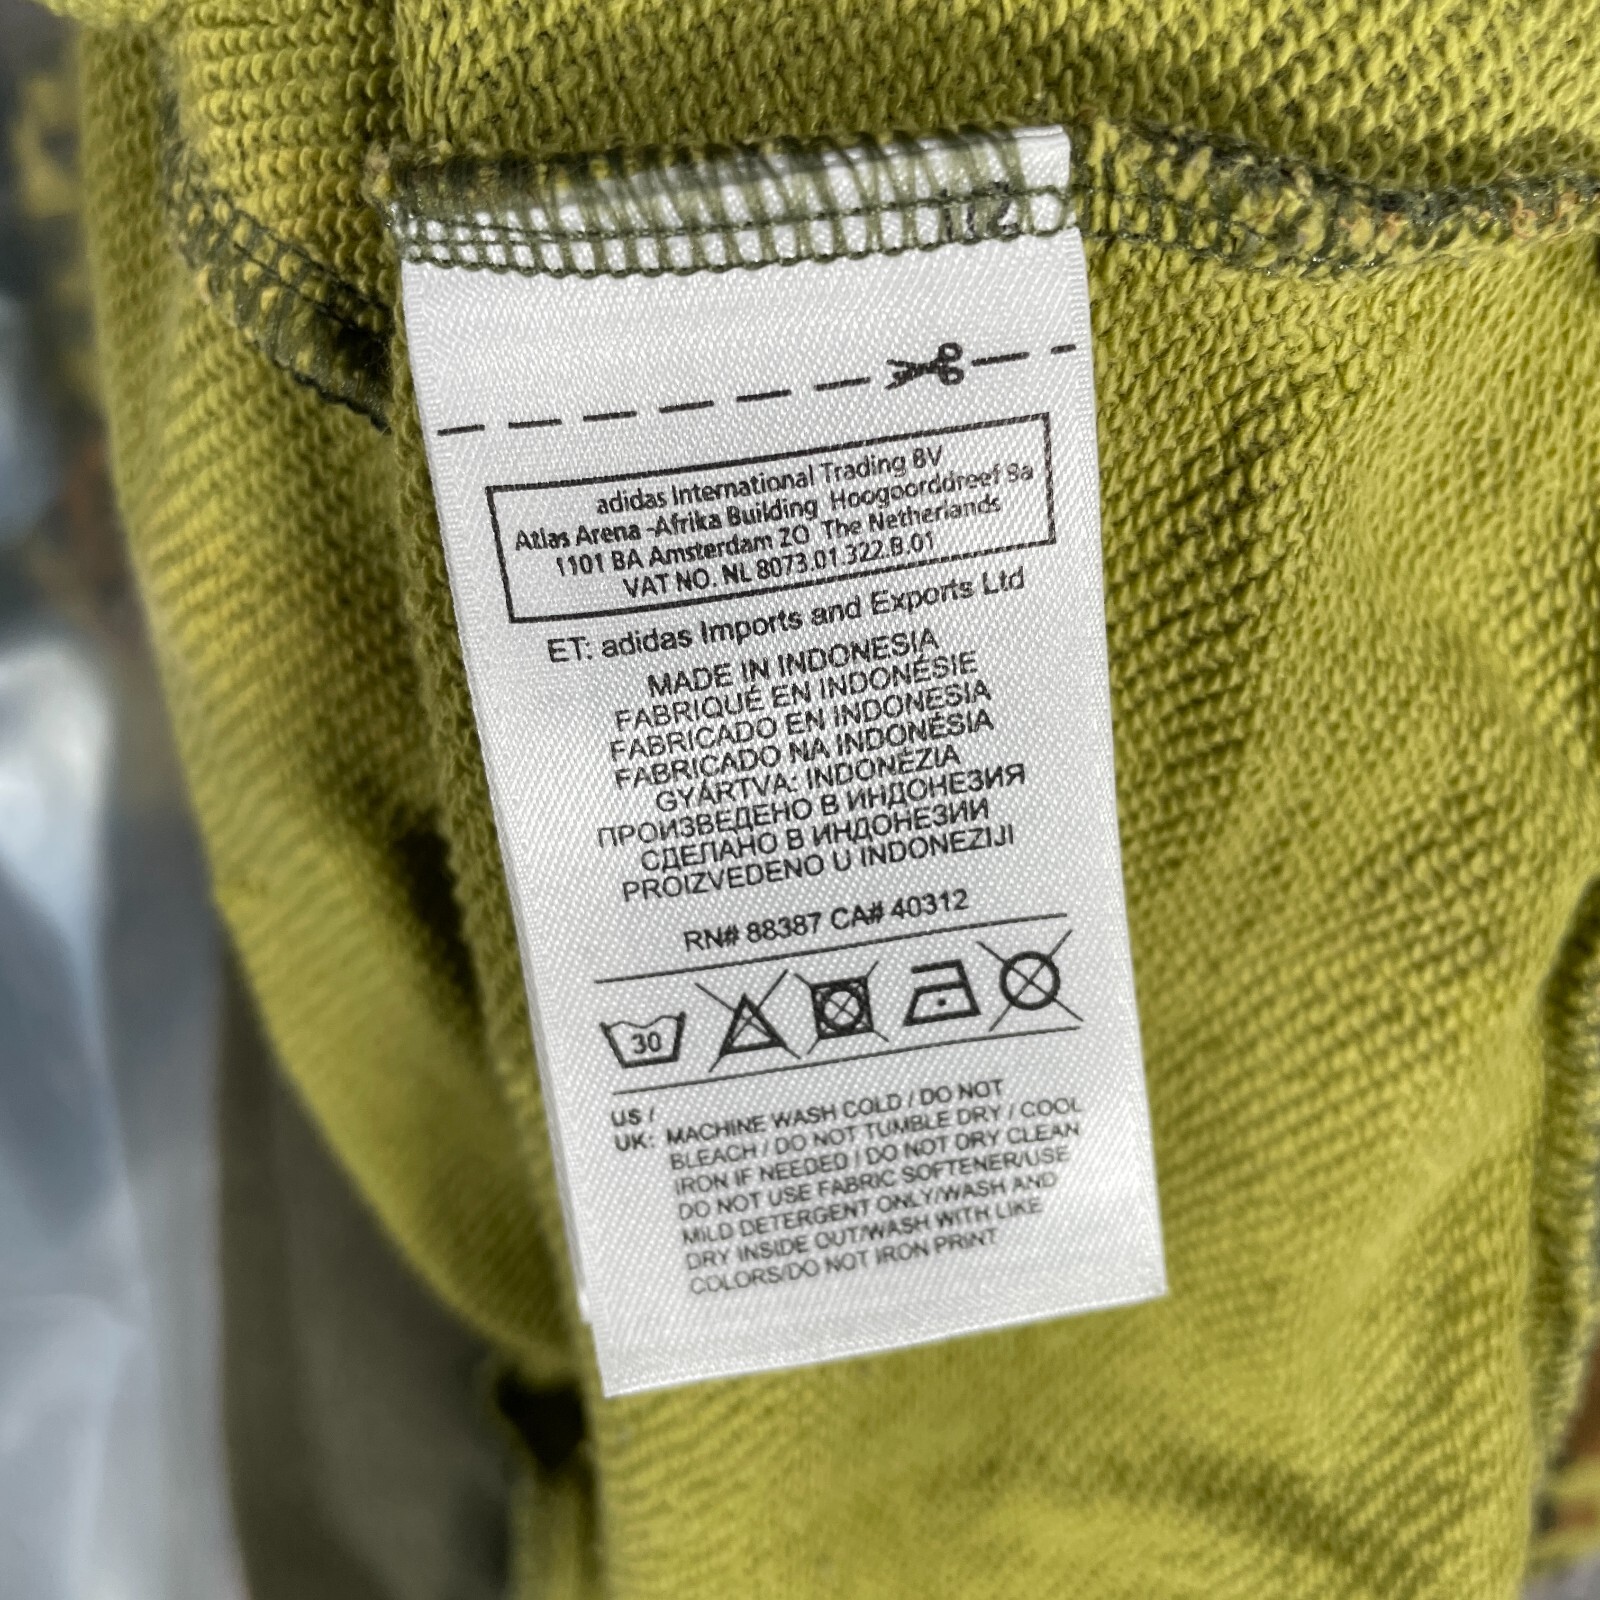 adidas International Trading BV
Atlas Arena -Afrika Building Hoogoorddreef 9a
1101 BA Amsterdam ZO The Netherlands
VAT NO. NL 8073.01.322.B.01
ET: adidas Imports and Exports Ltd
MADE IN INDONESIA
FABRIQUÉ EN INDONÉSIE
FABRICADO EN INDONESIA
FABRICADO NA INDONÉSIA
GYÁRTVA: INDONÉZIA
ПРОИЗВЕДЕНО В ИНДОНЕЗИЯ
СДЕЛАНО В ИНДОНЕЗИИ
PROIZVEDENO U INDONEZIJI
RN# 88387 CA# 40312
30
US /
UK: MACHINE WASH COLD / DO NOT
BLEACH / DO NOT TUMBLE DRY / COOL
IRON IF NEEDED / DO NOT DRY CLEAN
DO NOT USE FABRIC SOFTENER/USE
MILD DETERGENT ONLY/WASH AND
DRY INSIDE OUT/WASH WITH LIKE
COLORS/DO NOT IRON PRINT